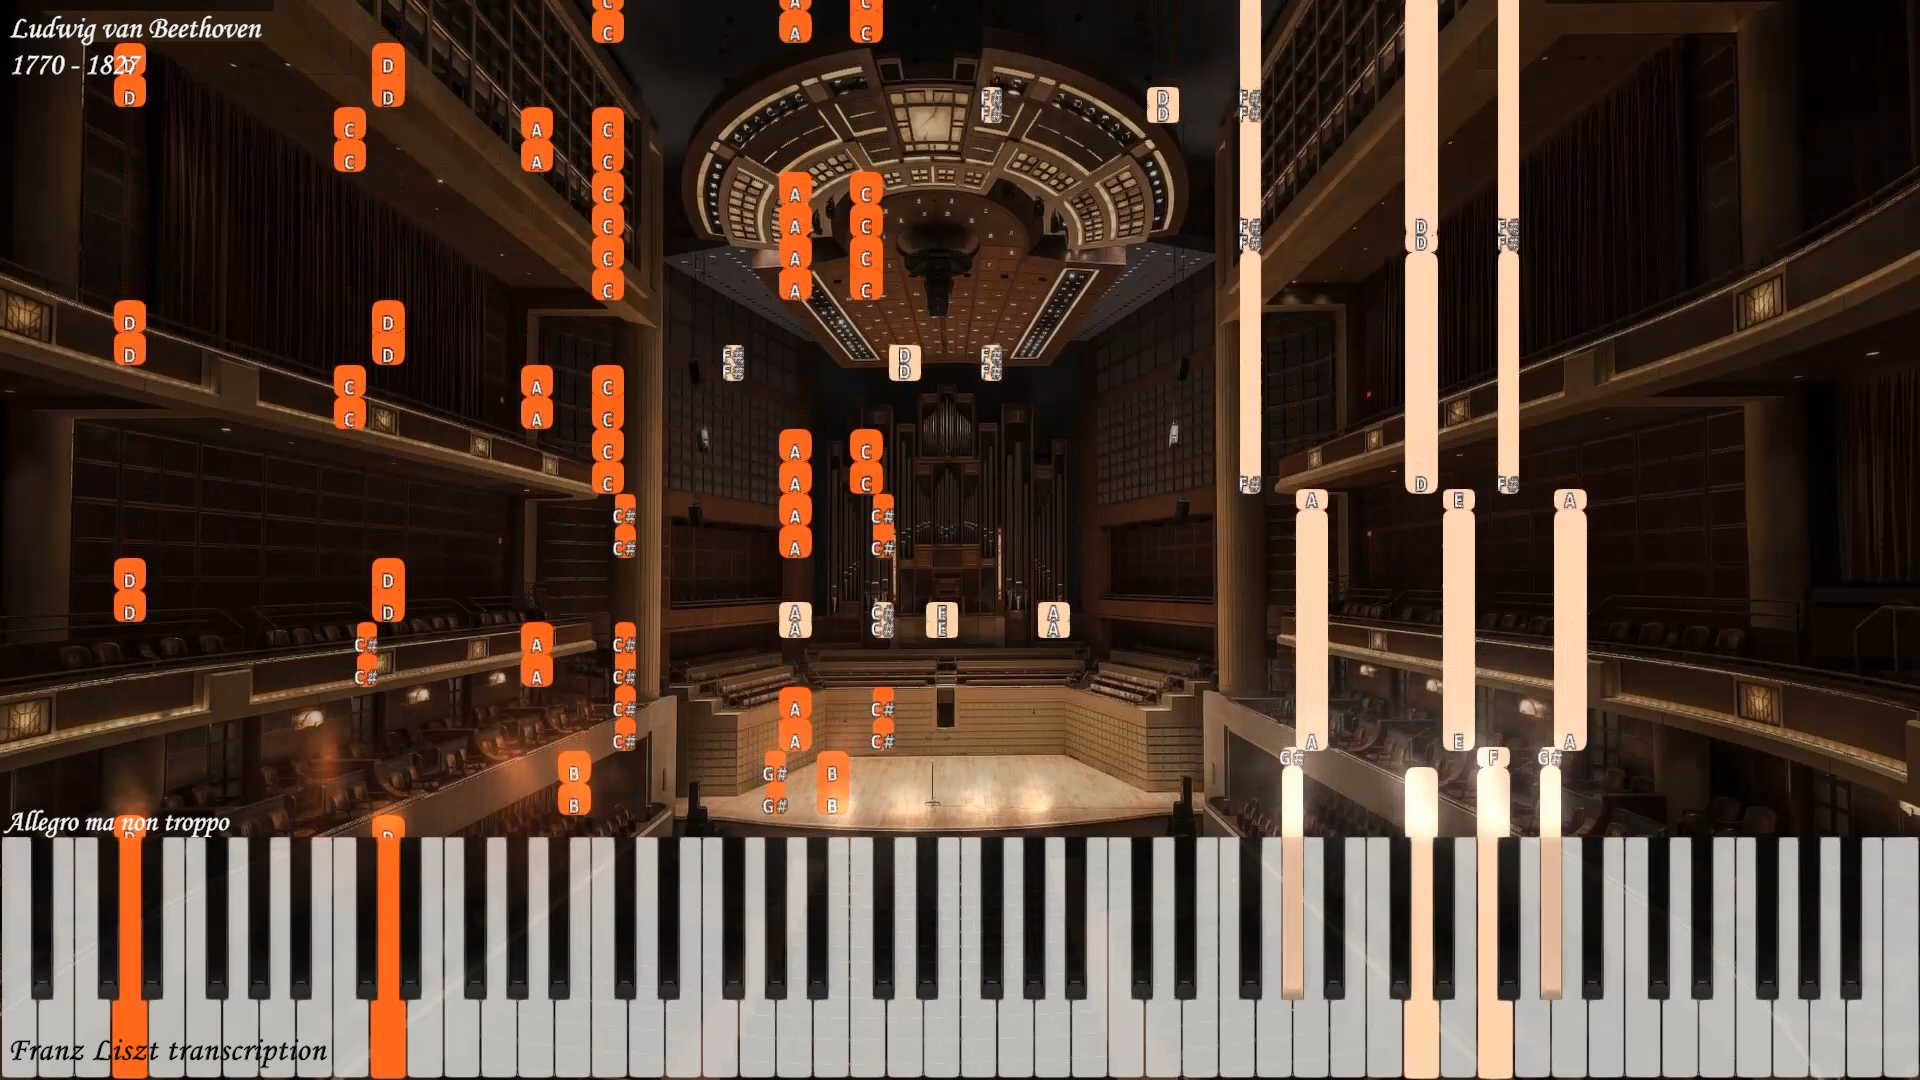 Ludwig van Beethoven
1770 - 1827
C A C
C A C
D D F# D F#
D D F# D F#
C A C
C A C
A C
A C F# D F#
C A C F# D F#
C A C
D D
D D F# D F#
F# D F#
C A C
C A C
C A C
C A C F# D F#
A E A
C# A C#
C# A C#
D D
D D A C# E A
A C# E A
C# A C#
C# A C#
C# A C#
C# A C# A E A
G# F G#
B G# B
B G# B
Allegro ma non troppo
D D
Franz Liszt transcription